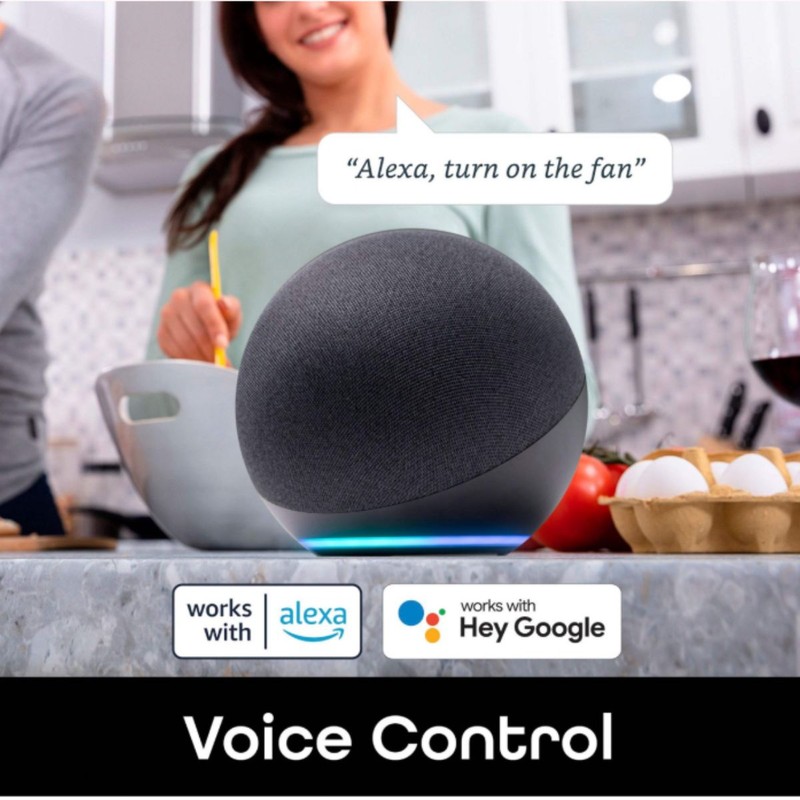 “Alexa, turn on the fan”
works
with
alexa
works with
Hey Google
Voice Control